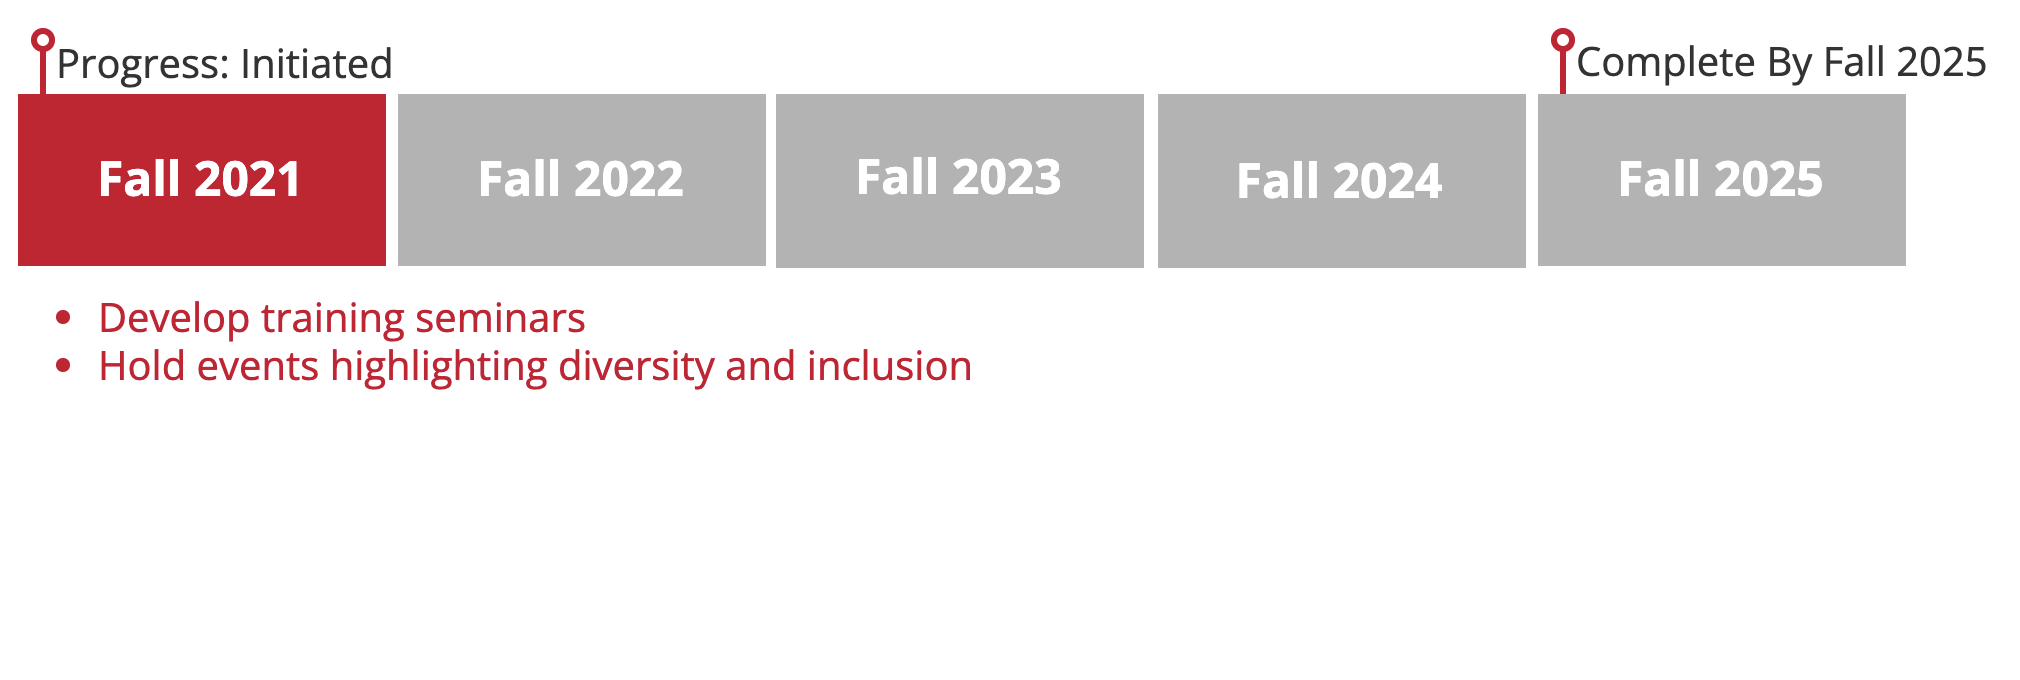 Progress: Initiated
Complete By Fall 2025
Fall 2021
Fall 2022
Fall 2023
Fall 2024
Fall 2025
• Develop training seminars
• Hold events highlighting diversity and inclusion